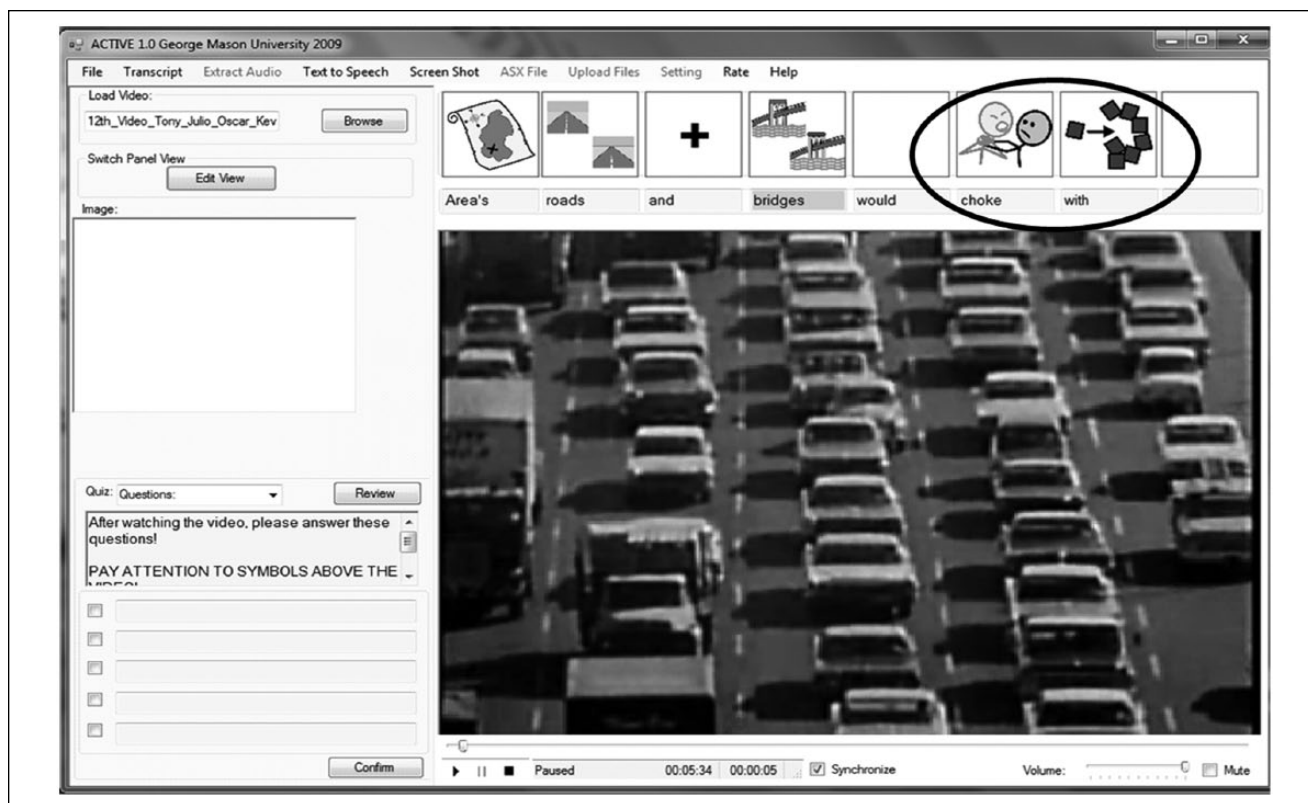 ACTIVE 1.0 George Mason University 2009
File Transcript Extract Audio Text to Speech Screen Shot ASX File Upload Files Setting Rate Help
Load Video:
12th_Video_Tony_Julio_Oscar_Kev Browse
Switch Panel View
Edit View
Image:
Area's roads and bridges would choke with
Quiz: Questions: Review
After watching the video, please answer these
questions!
PAY ATTENTION TO SYMBOLS ABOVE THE
VIDEO!
Confirm
Paused 00:05:34 00:00:05 Synchronize Volume: Mute